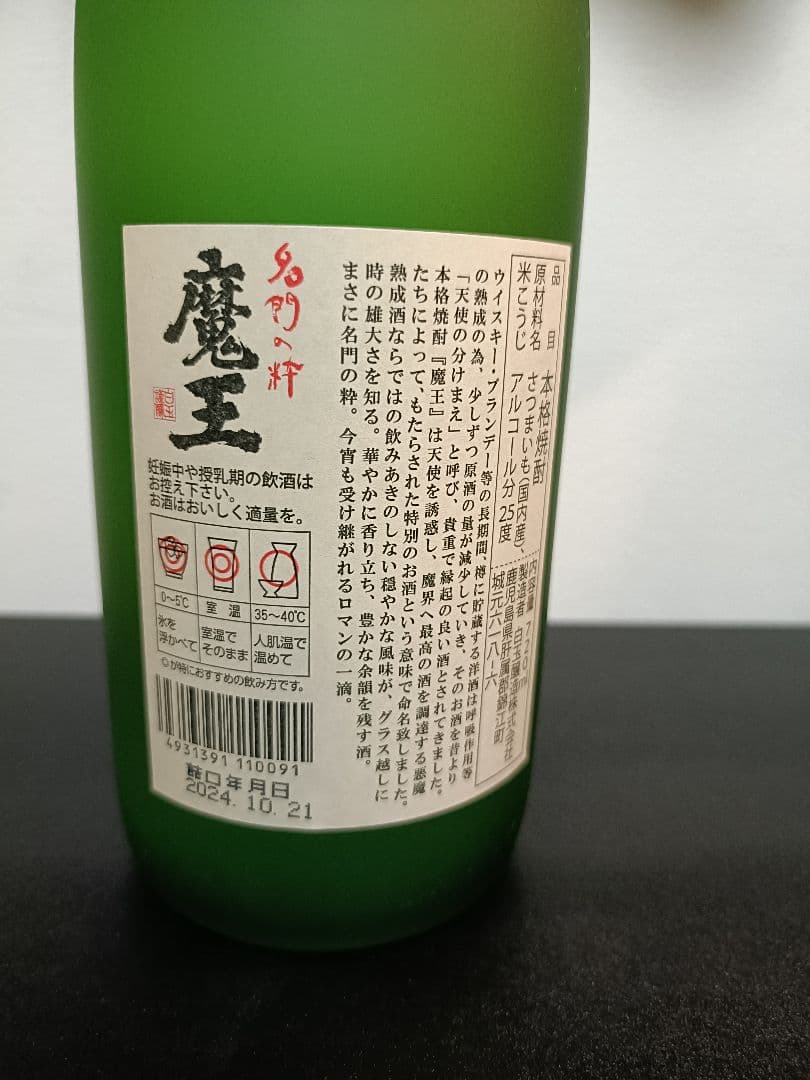 品目 本格焼酎
原材料名 さつまいも(国内産)、
米こうじ アルコール分 25度
内容量 720ml
製造者 白玉醸造株式会社
鹿児島県肝属郡錦江町
城元六一八-六
ウイスキー・ブランデー等の長期間、樽に貯蔵する洋酒は呼吸作用等
の熟成の為、少しずつ原酒の量が減少していき、そのお酒を昔より
「天使の分けまえ」と呼び、貴重で縁起の良い酒とされてきました。
本格焼酎『魔王』は天使を誘惑し、魔界へ最高の酒を調達する悪魔
たちによって、もたらされた特別のお酒という意味で命名致しました。
熟成酒ならではの飲みあきのしない穏やかな風味が、グラス越しに
時の雄大さを知る。華やかに香り立ち、豊かな余韻を残す酒。
まさに名門の粋。今宵も受け継がれるロマンの一滴。
名門の粋
魔王
妊娠中や授乳期の飲酒は
お控え下さい。
お酒はおいしく適量を。
0〜5℃ 室温 35〜40℃
氷を
浮かべて
室温で
そのまま
人肌温で
温めて
○が特におすすめの飲み方です。
4931391 110091
詰口年月日
2024.10.21